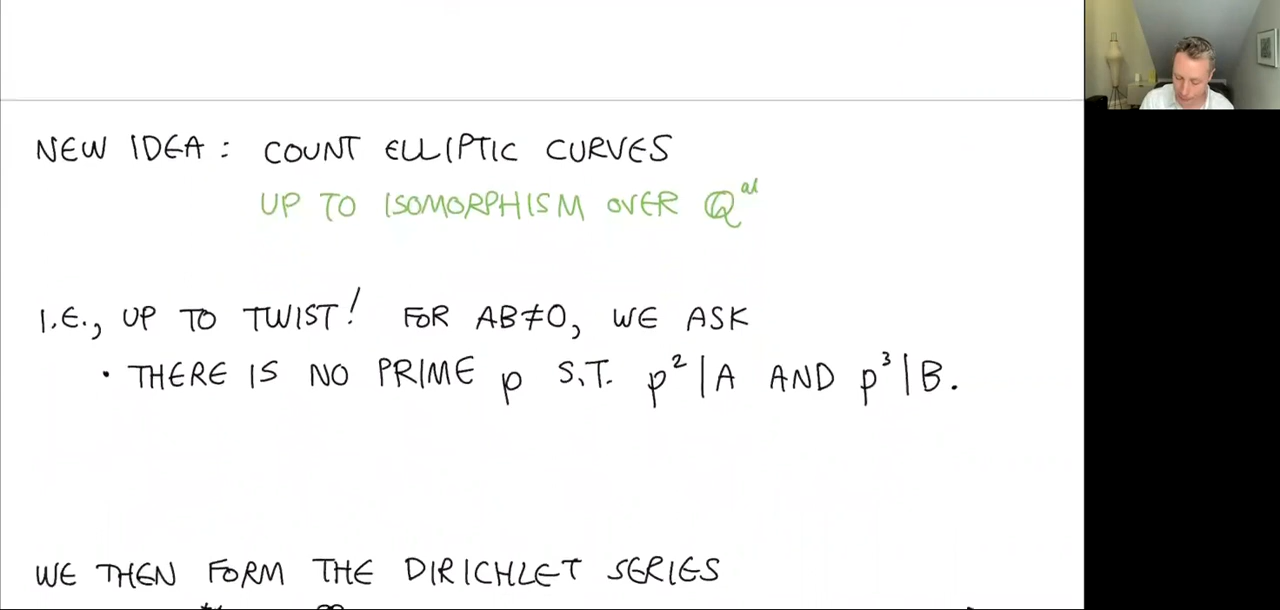 NEW IDEA: COUNT ELLIPTIC CURVES
UP TO ISOMORPHISM OVER ℚ^al
I.E., UP TO TWIST! FOR AB≠0, WE ASK
• THERE IS NO PRIME p S.T. p²|A AND p³|B.
WE THEN FORM THE DIRICHLET SERIES